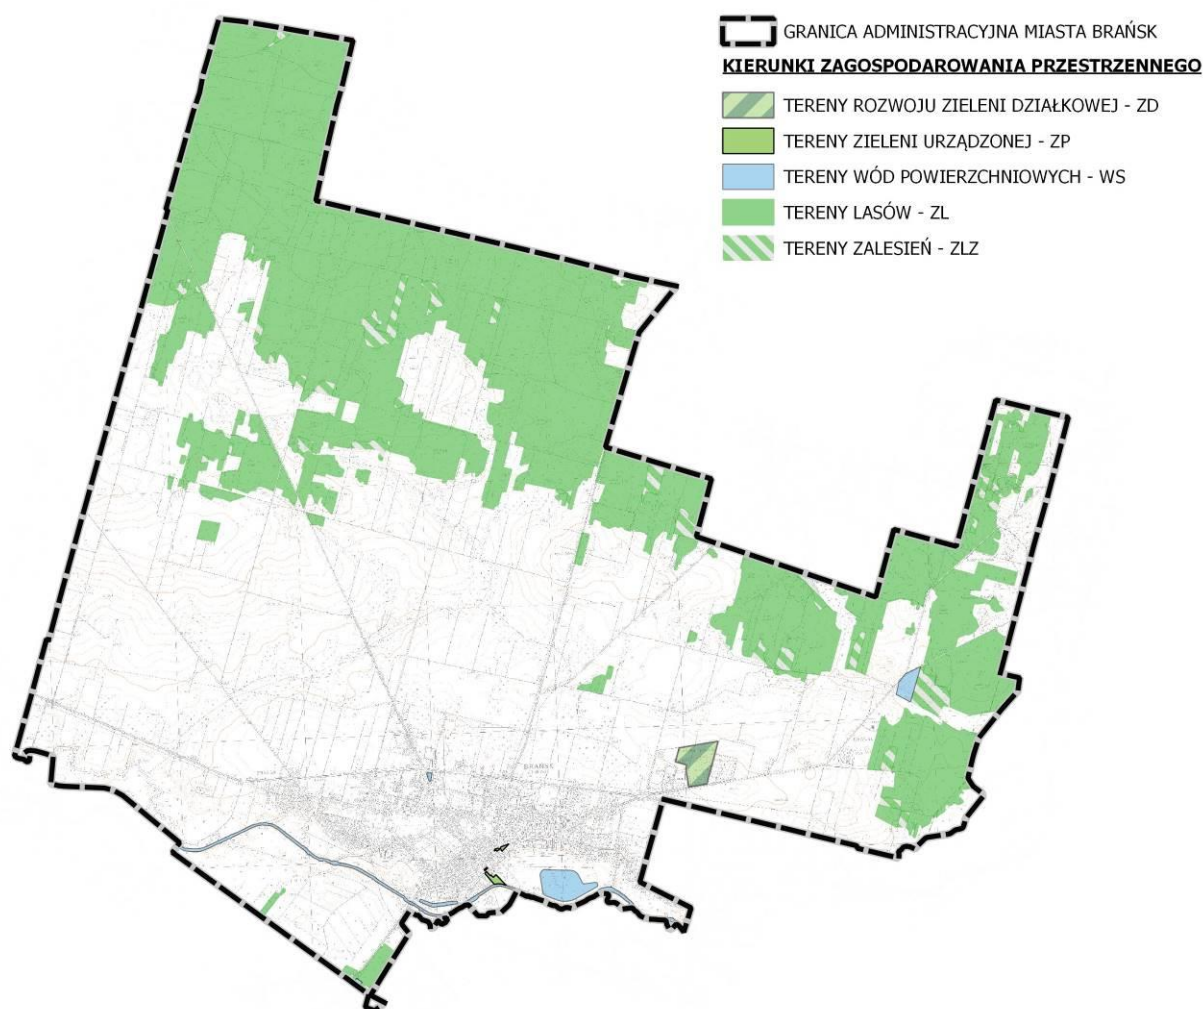 GRANICA ADMINISTRACYJNA MIASTA BRAŃSK
KIERUNKI ZAGOSPODAROWANIA PRZESTRZENNEGO
TERENY ROZWOJU ZIELENI DZIAŁKOWEJ - ZD
TERENY ZIELENI URZĄDZONEJ - ZP
TERENY WÓD POWIERZCHNIOWYCH - WS
TERENY LASÓW - ZL
TERENY ZALESIEŃ - ZLZ
BRAŃSK